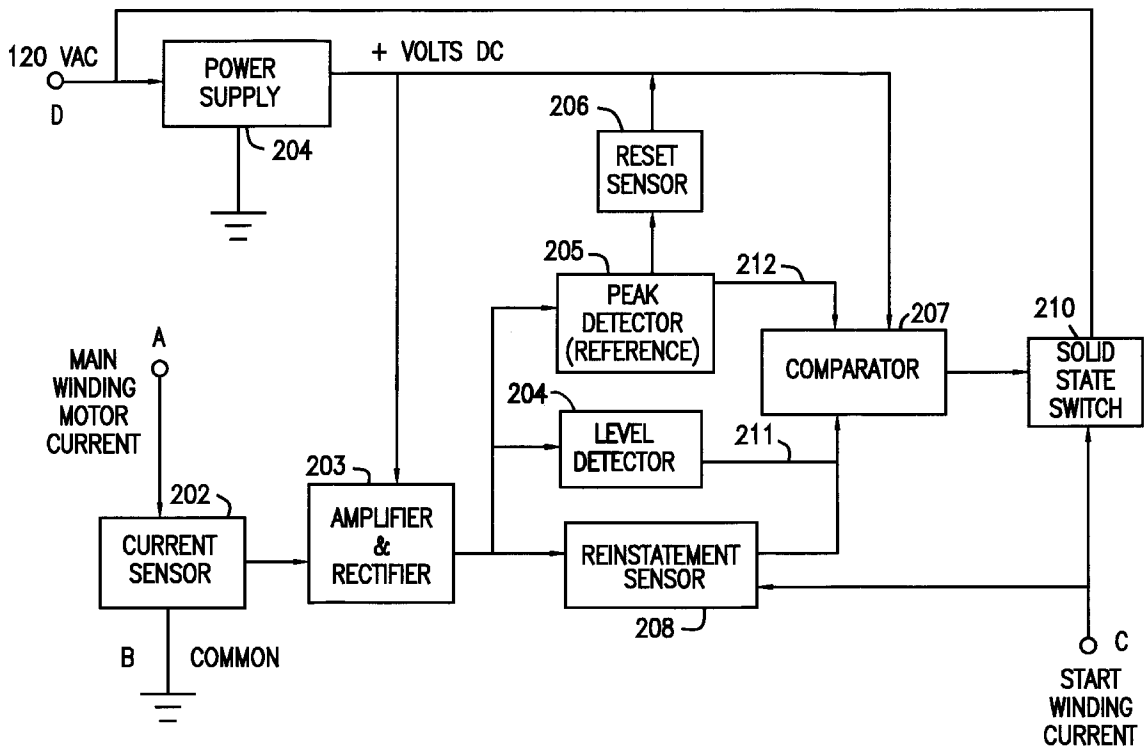 120 VAC
D
POWER
SUPPLY
204
+ VOLTS DC
206
RESET
SENSOR
205
PEAK
DETECTOR
(REFERENCE)
212
207
COMPARATOR
210
SOLID
STATE
SWITCH
A
MAIN
WINDING
MOTOR
CURRENT
204
LEVEL
DETECTOR
211
202
CURRENT
SENSOR
203
AMPLIFIER
&
RECTIFIER
REINSTATEMENT
SENSOR
208
B
COMMON
C
START
WINDING
CURRENT